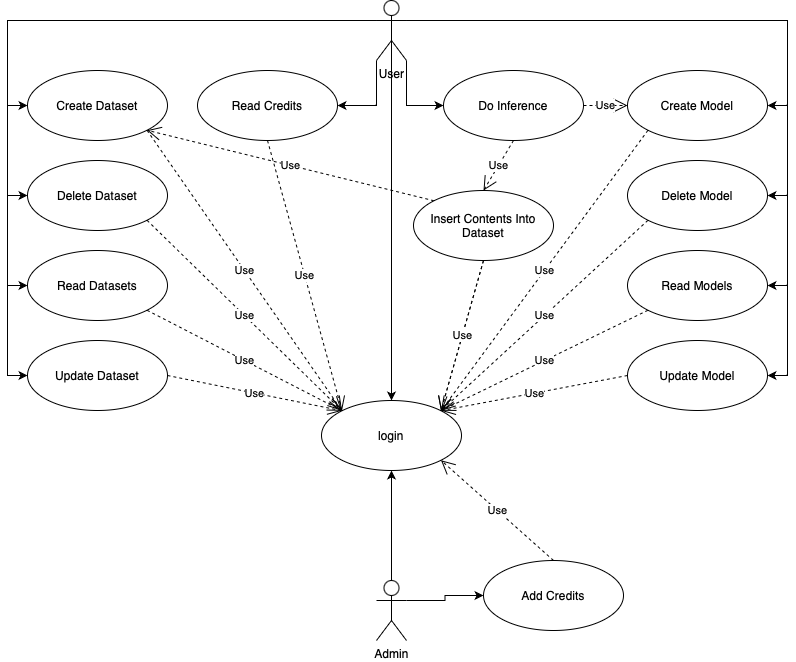 User
Create Dataset
Read Credits
Do Inference
Use
Create Model
Use
Use
Delete Dataset
Insert Contents Into
Dataset
Delete Model
Use
Use
Use
Read Datasets
Read Models
Use
Use
Use
Use
Use
Update Dataset
Update Model
Use
Use
login
Use
Add Credits
Admin